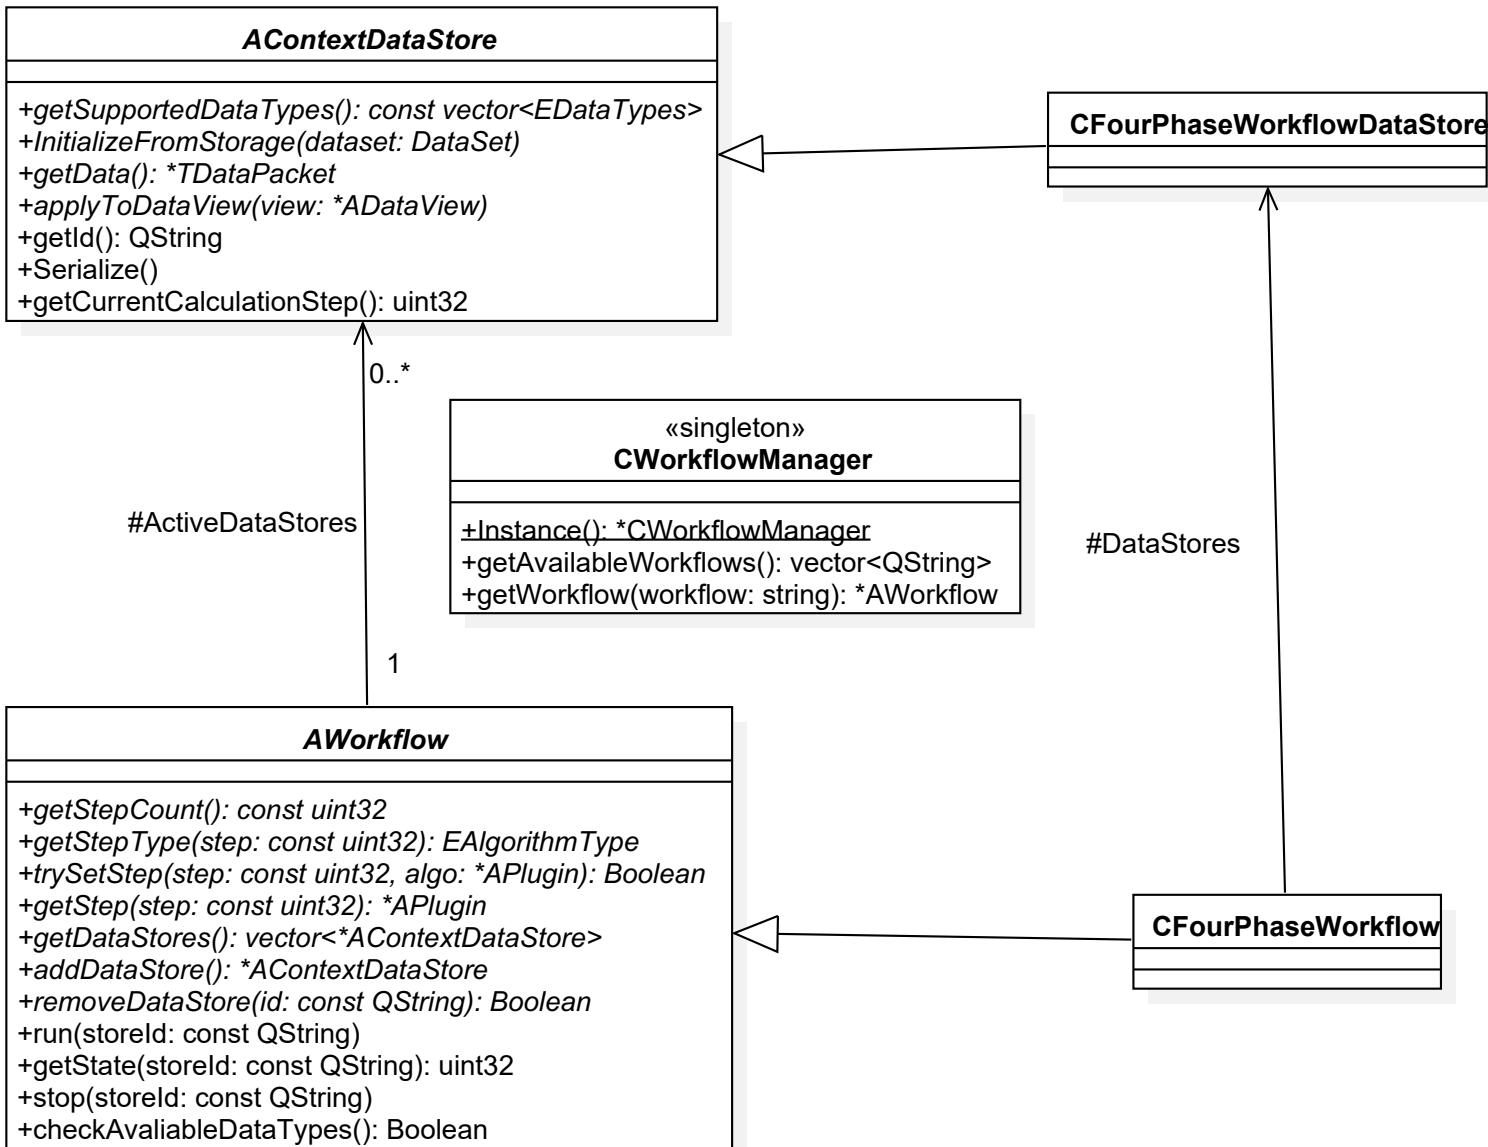 AContextDataStore
+getSupportedDataTypes(): const vector<EDataTypes>
+InitializeFromStorage(dataset: DataSet)
+getData(): *TDataPacket
+applyToDataView(view: *ADataView)
+getId(): QString
+Serialize()
+getCurrentCalculationStep(): uint32
CFourPhaseWorkflowDataStore
0..*
«singleton»
CWorkflowManager
+Instance(): *CWorkflowManager
+getAvailableWorkflows(): vector<QString>
+getWorkflow(workflow: string): *AWorkflow
#ActiveDataStores
#DataStores
1
AWorkflow
+getStepCount(): const uint32
+getStepType(step: const uint32): EAlgorithmType
+trySetStep(step: const uint32, algo: *APlugin): Boolean
+getStep(step: const uint32): *APlugin
+getDataStores(): vector<*AContextDataStore>
+addDataStore(): *AContextDataStore
+removeDataStore(id: const QString): Boolean
+run(storeId: const QString)
+getState(storeId: const QString): uint32
+stop(storeId: const QString)
+checkAvaliableDataTypes(): Boolean
CFourPhaseWorkflow